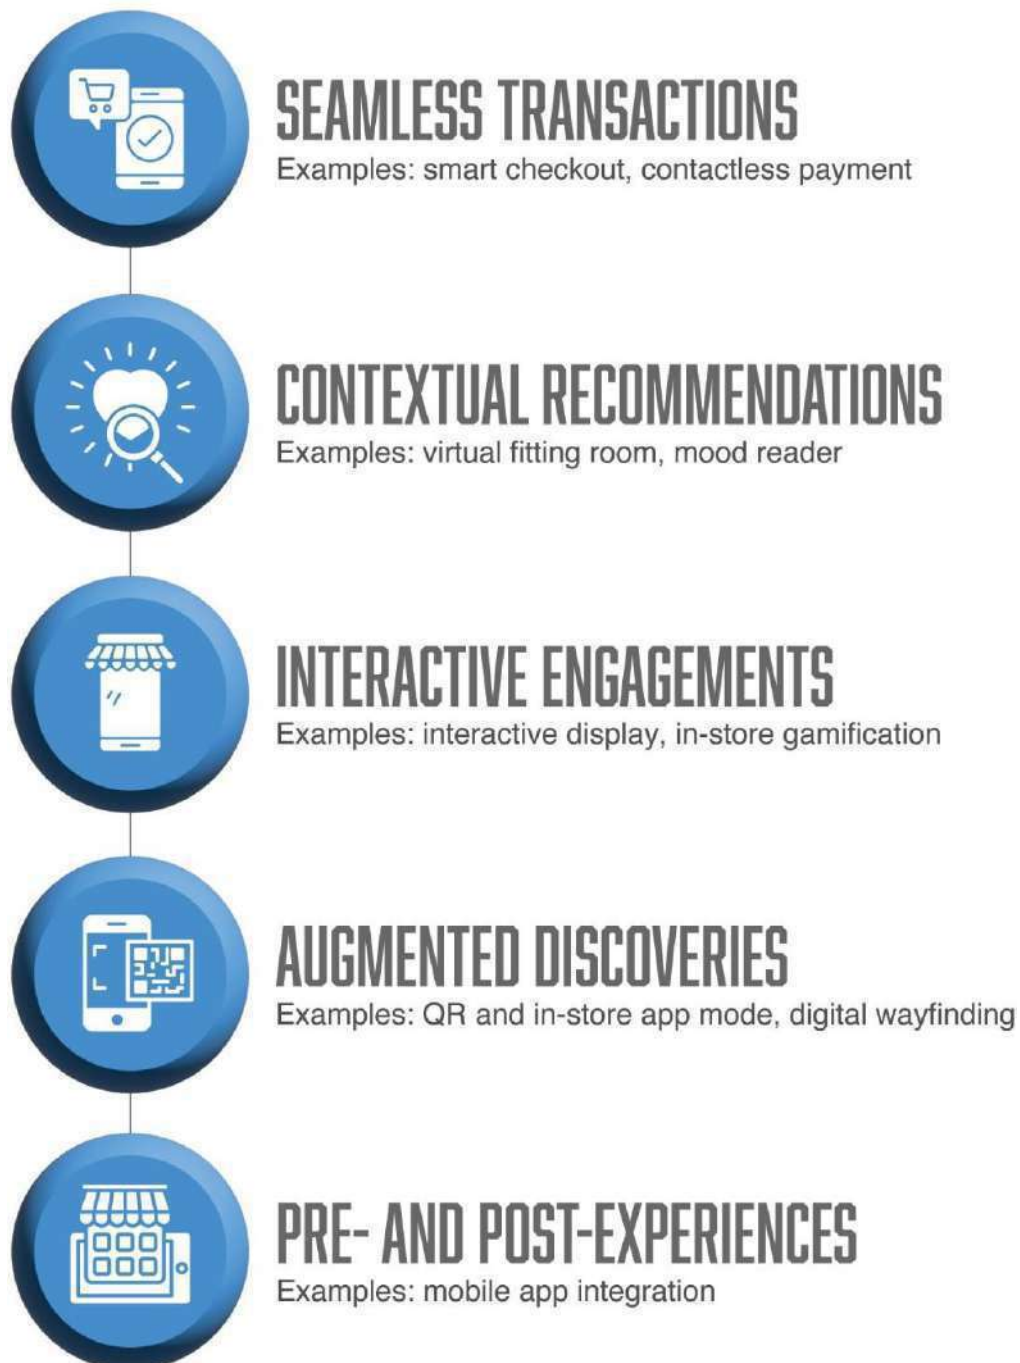 SEAMLESS TRANSACTIONS
Examples: smart checkout, contactless payment
CONTEXTUAL RECOMMENDATIONS
Examples: virtual fitting room, mood reader
INTERACTIVE ENGAGEMENTS
Examples: interactive display, in-store gamification
AUGMENTED DISCOVERIES
Examples: QR and in-store app mode, digital wayfinding
PRE- AND POST-EXPERIENCES
Examples: mobile app integration